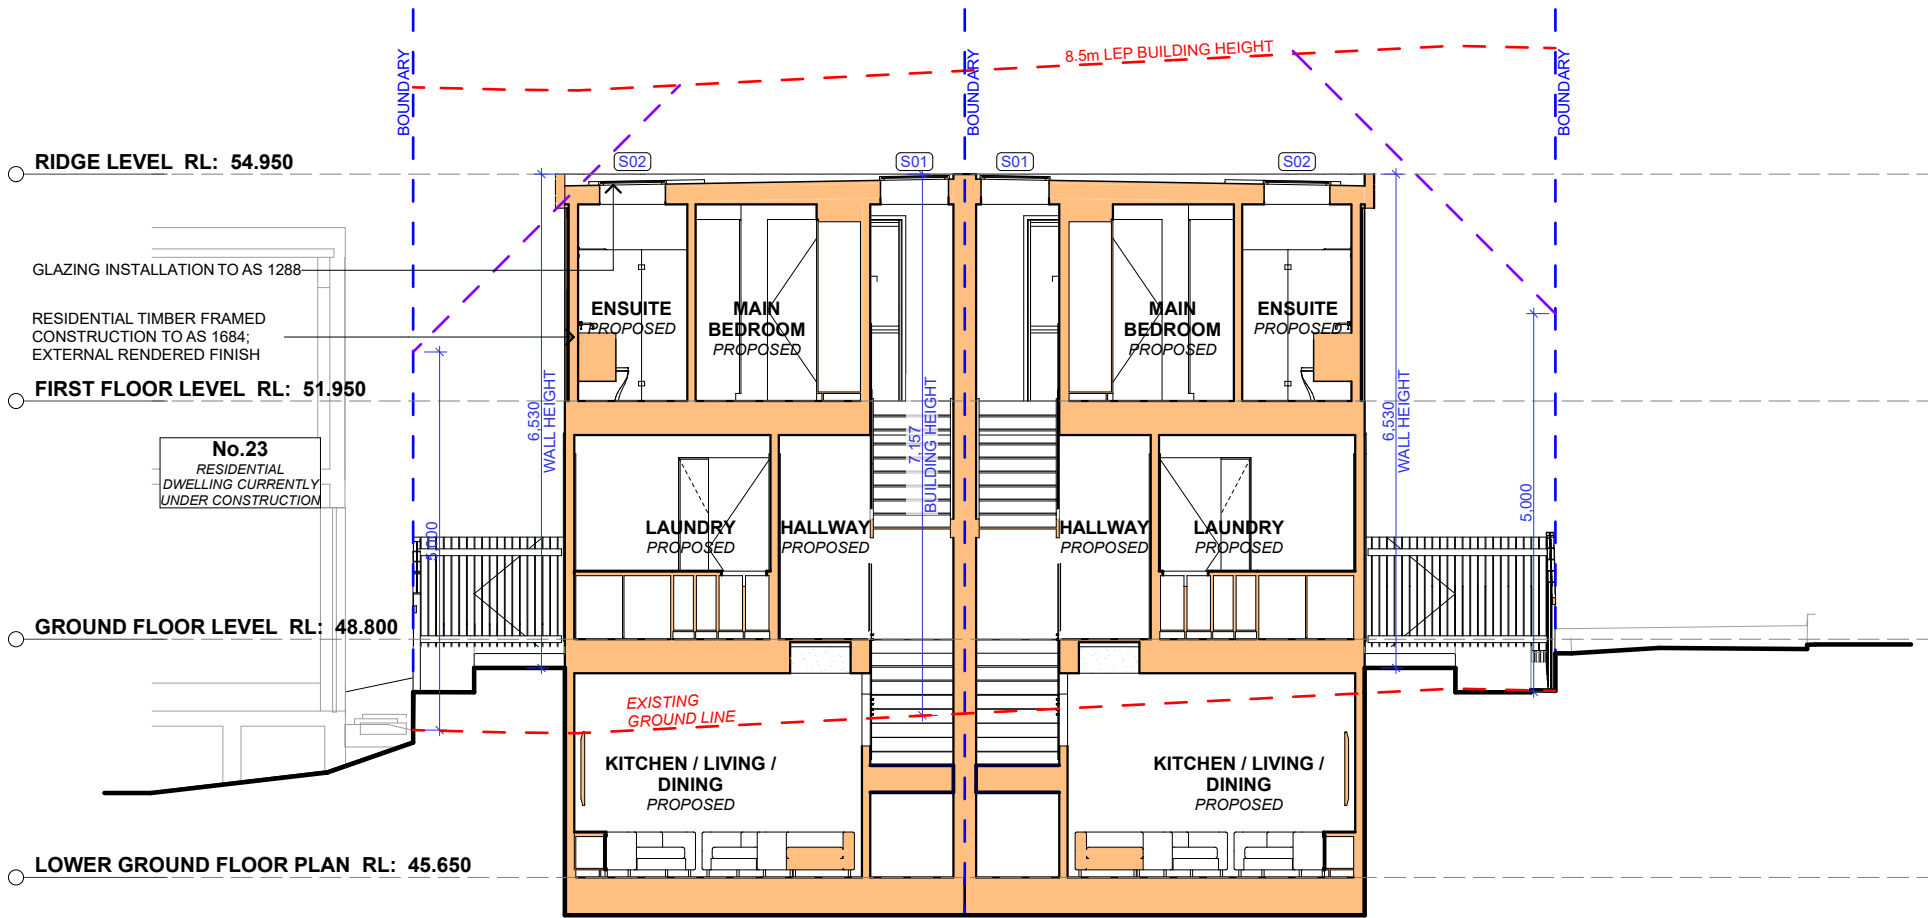 8.5m LEP BUILDING HEIGHT
BOUNDARY
BOUNDARY
BOUNDARY
RIDGE LEVEL RL: 54.950
S02
S01
S01
S02
GLAZING INSTALLATION TO AS 1288
RESIDENTIAL TIMBER FRAMED
CONSTRUCTION TO AS 1684;
EXTERNAL RENDERED FINISH
ENSUITE
PROPOSED
MAIN
BEDROOM
PROPOSED
MAIN
BEDROOM
PROPOSED
ENSUITE
PROPOSED
FIRST FLOOR LEVEL RL: 51.950
6,530
WALL HEIGHT
7,157
BUILDING HEIGHT
6,530
WALL HEIGHT
No.23
RESIDENTIAL
DWELLING CURRENTLY
UNDER CONSTRUCTION
5,000
5,000
LAUNDRY
PROPOSED
HALLWAY
PROPOSED
HALLWAY
PROPOSED
LAUNDRY
PROPOSED
GROUND FLOOR LEVEL RL: 48.800
EXISTING
GROUND LINE
KITCHEN / LIVING /
DINING
PROPOSED
KITCHEN / LIVING /
DINING
PROPOSED
LOWER GROUND FLOOR PLAN RL: 45.650